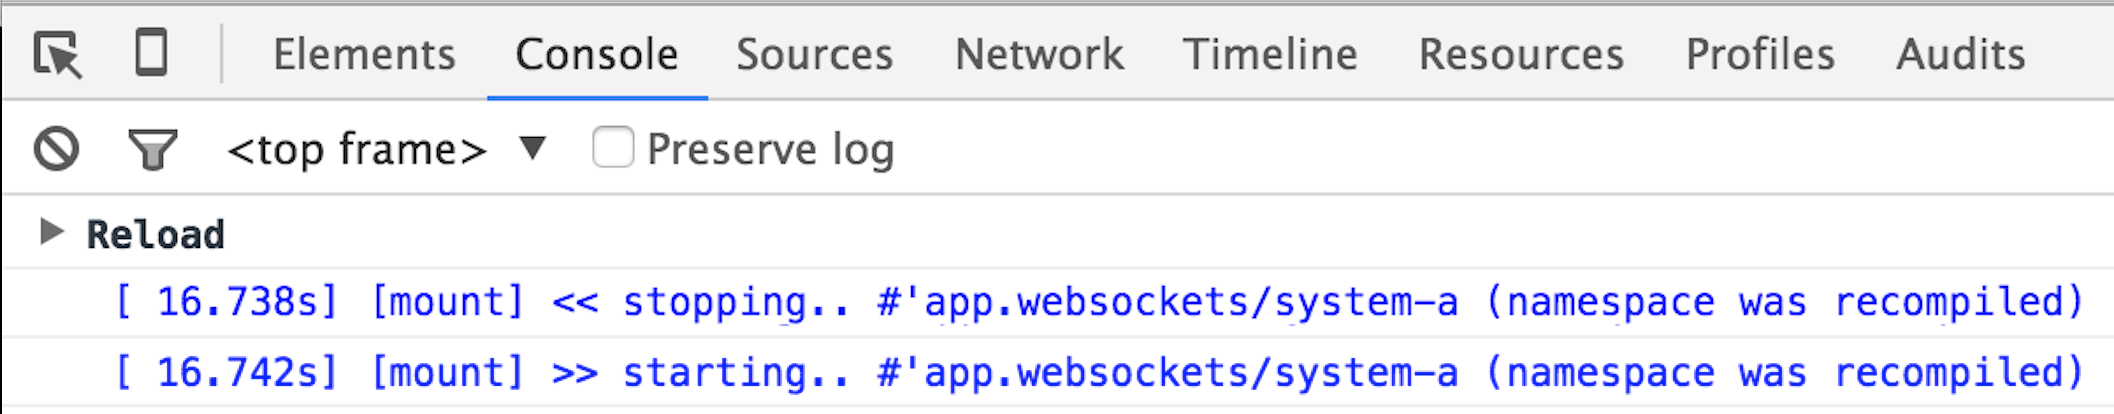 Elements Console Sources Network Timeline Resources Profiles Audits
<top frame> ▼ Preserve log
▶ Reload
[ 16.738s] [mount] << stopping.. #'app.websockets/system-a (namespace was recompiled)
[ 16.742s] [mount] >> starting.. #'app.websockets/system-a (namespace was recompiled)